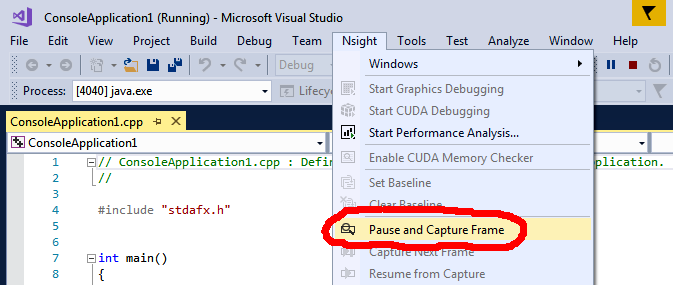 ConsoleApplication1 (Running) - Microsoft Visual Studio
File Edit View Project Build Debug Team Nsight Tools Test Analyze Window Help
Debug
Windows
Process: [4040] java.exe Lifecyc
Start Graphics Debugging
Start CUDA Debugging
ConsoleApplication1.cpp
Start Performance Analysis...
ConsoleApplication1
Enable CUDA Memory Checker
1 // ConsoleApplication1.cpp : Defin
plication.
2 //
Set Baseline
Clear Baseline
4 #include "stdafx.h"
5 Pause and Capture Frame
6 Capture Next Frame
7 int main()
Resume from Capture
8 {